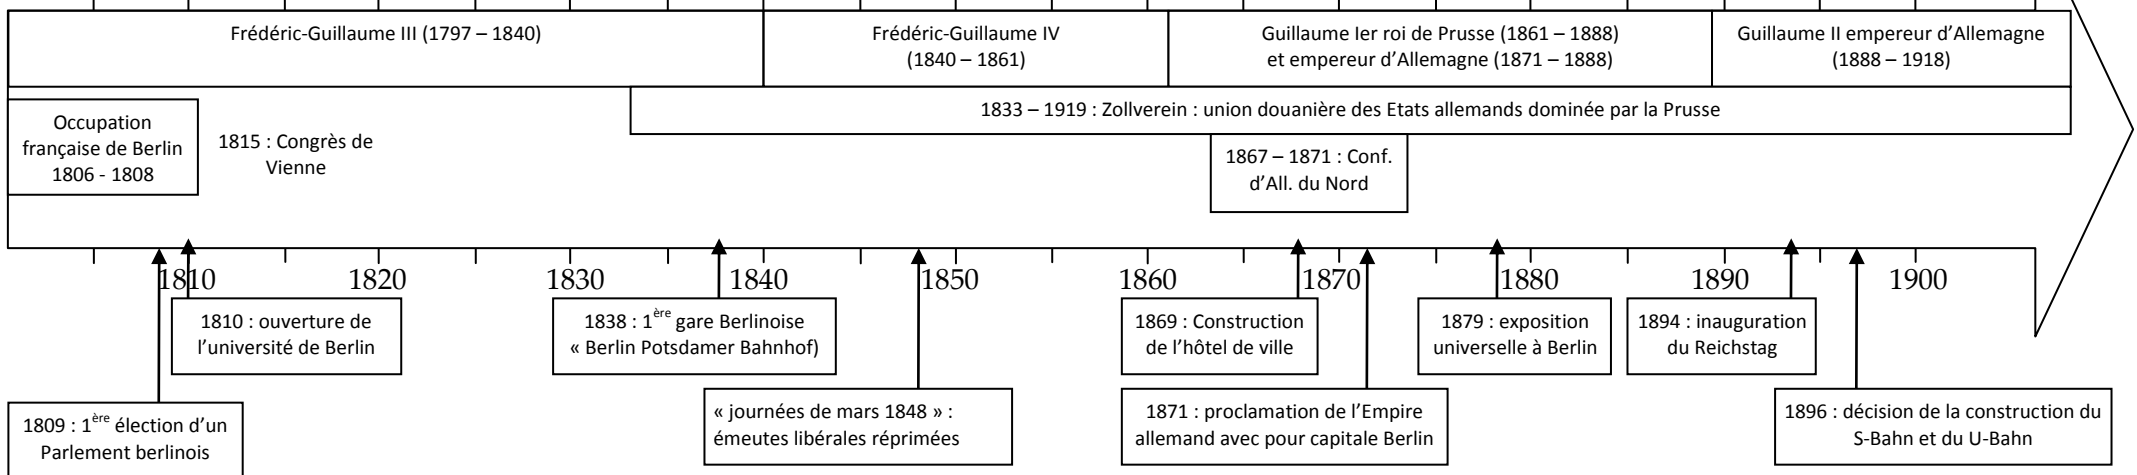 Frédéric-Guillaume III (1797 – 1840)
Frédéric-Guillaume IV
(1840 – 1861)
Guillaume Ier roi de Prusse (1861 – 1888)
et empereur d’Allemagne (1871 – 1888)
Guillaume II empereur d’Allemagne
(1888 – 1918)
1833 – 1919 : Zollverein : union douanière des Etats allemands dominée par la Prusse
Occupation
française de Berlin
1806 - 1808
1815 : Congrès de
Vienne
1867 – 1871 : Conf.
d’All. du Nord
1810
1820
1830
1840
1850
1860
1870
1880
1890
1900
1810 : ouverture de
l’université de Berlin
1838 : 1ère gare Berlinoise
« Berlin Potsdamer Bahnhof)
1869 : Construction
de l’hôtel de ville
1879 : exposition
universelle à Berlin
1894 : inauguration
du Reichstag
1809 : 1ère élection d’un
Parlement berlinois
« journées de mars 1848 » :
émeutes libérales réprimées
1871 : proclamation de l’Empire
allemand avec pour capitale Berlin
1896 : décision de la construction du
S-Bahn et du U-Bahn